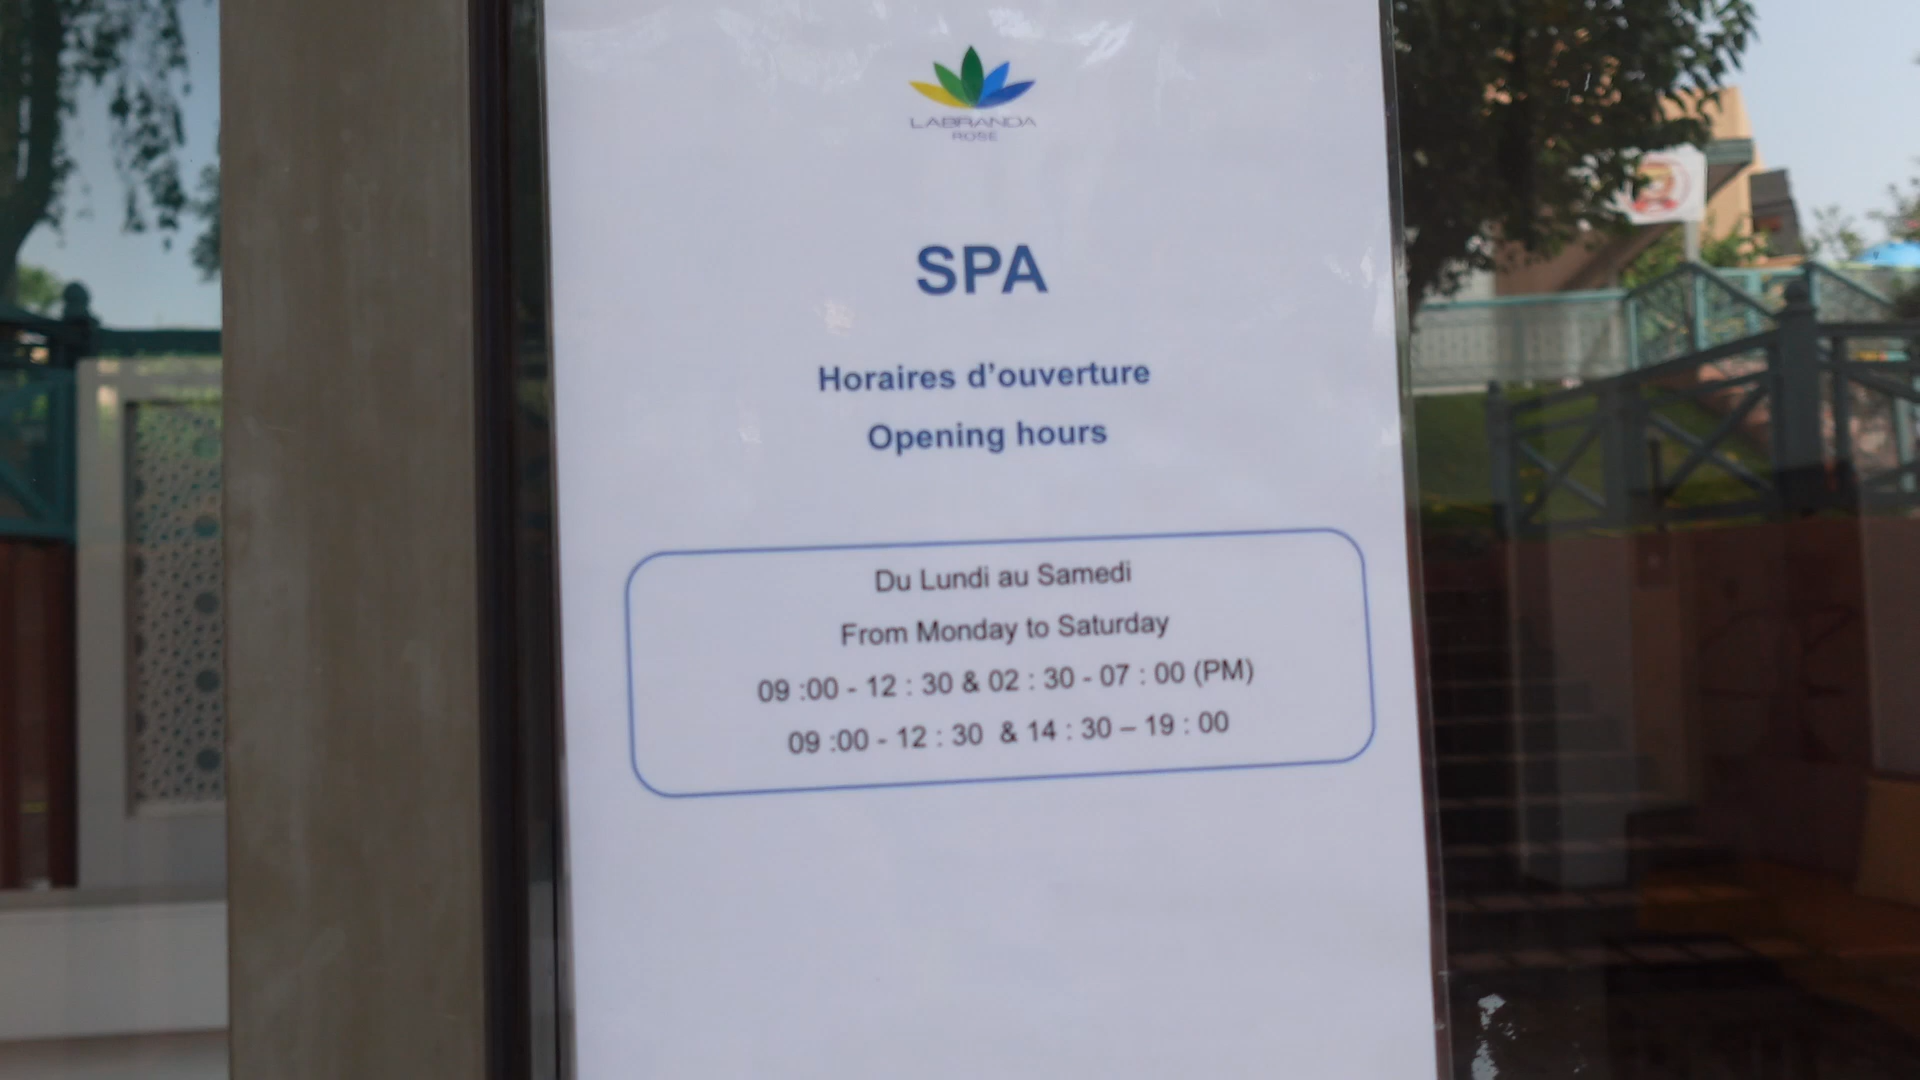 LABRANDA
ROSE
SPA
Horaires d’ouverture
Opening hours
Du Lundi au Samedi
From Monday to Saturday
09 :00 - 12 : 30 & 02 : 30 - 07 : 00 (PM)
09 :00 - 12 : 30 & 14 : 30 – 19 : 00